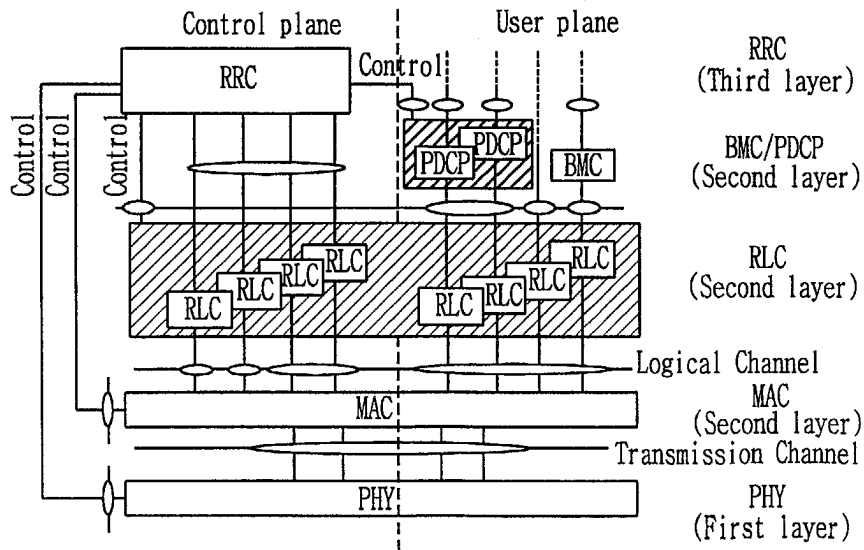 Control plane
User plane
RRC
Control
RRC
(Third layer)
Control
Control
Control
PDCP
PDCP
BMC
BMC/PDCP
(Second layer)
RLC
RLC
RLC
RLC
RLC
RLC
RLC
RLC
RLC
(Second layer)
Logical Channel
MAC
MAC
(Second layer)
Transmission Channel
PHY
PHY
(First layer)